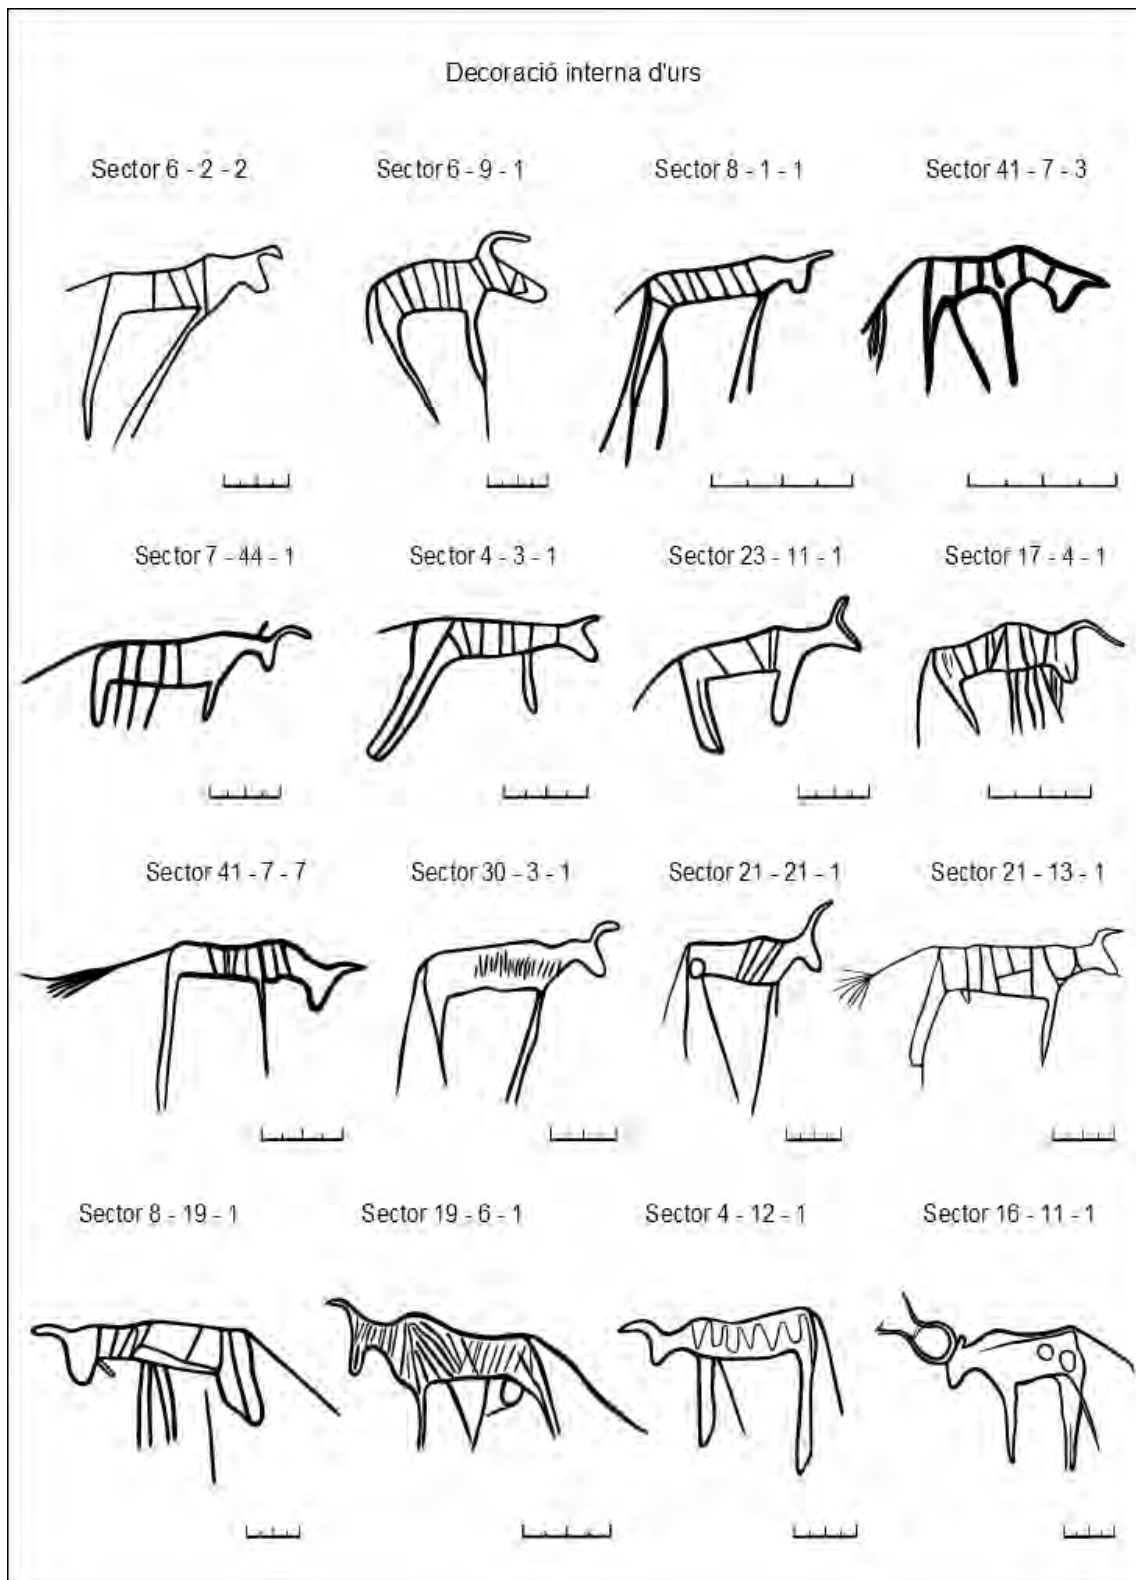 Decoració interna d'urs
Sector 6 - 2 - 2
Sector 6 - 9 - 1
Sector 8 - 1 - 1
Sector 41 - 7 - 3
Sector 7 - 44 - 1
Sector 4 - 3 - 1
Sector 23 - 11 - 1
Sector 17 - 4 - 1
Sector 41 - 7 - 7
Sector 30 - 3 - 1
Sector 21 - 21 - 1
Sector 21 - 13 - 1
Sector 8 - 19 - 1
Sector 19 - 6 - 1
Sector 4 - 12 - 1
Sector 16 - 11 - 1